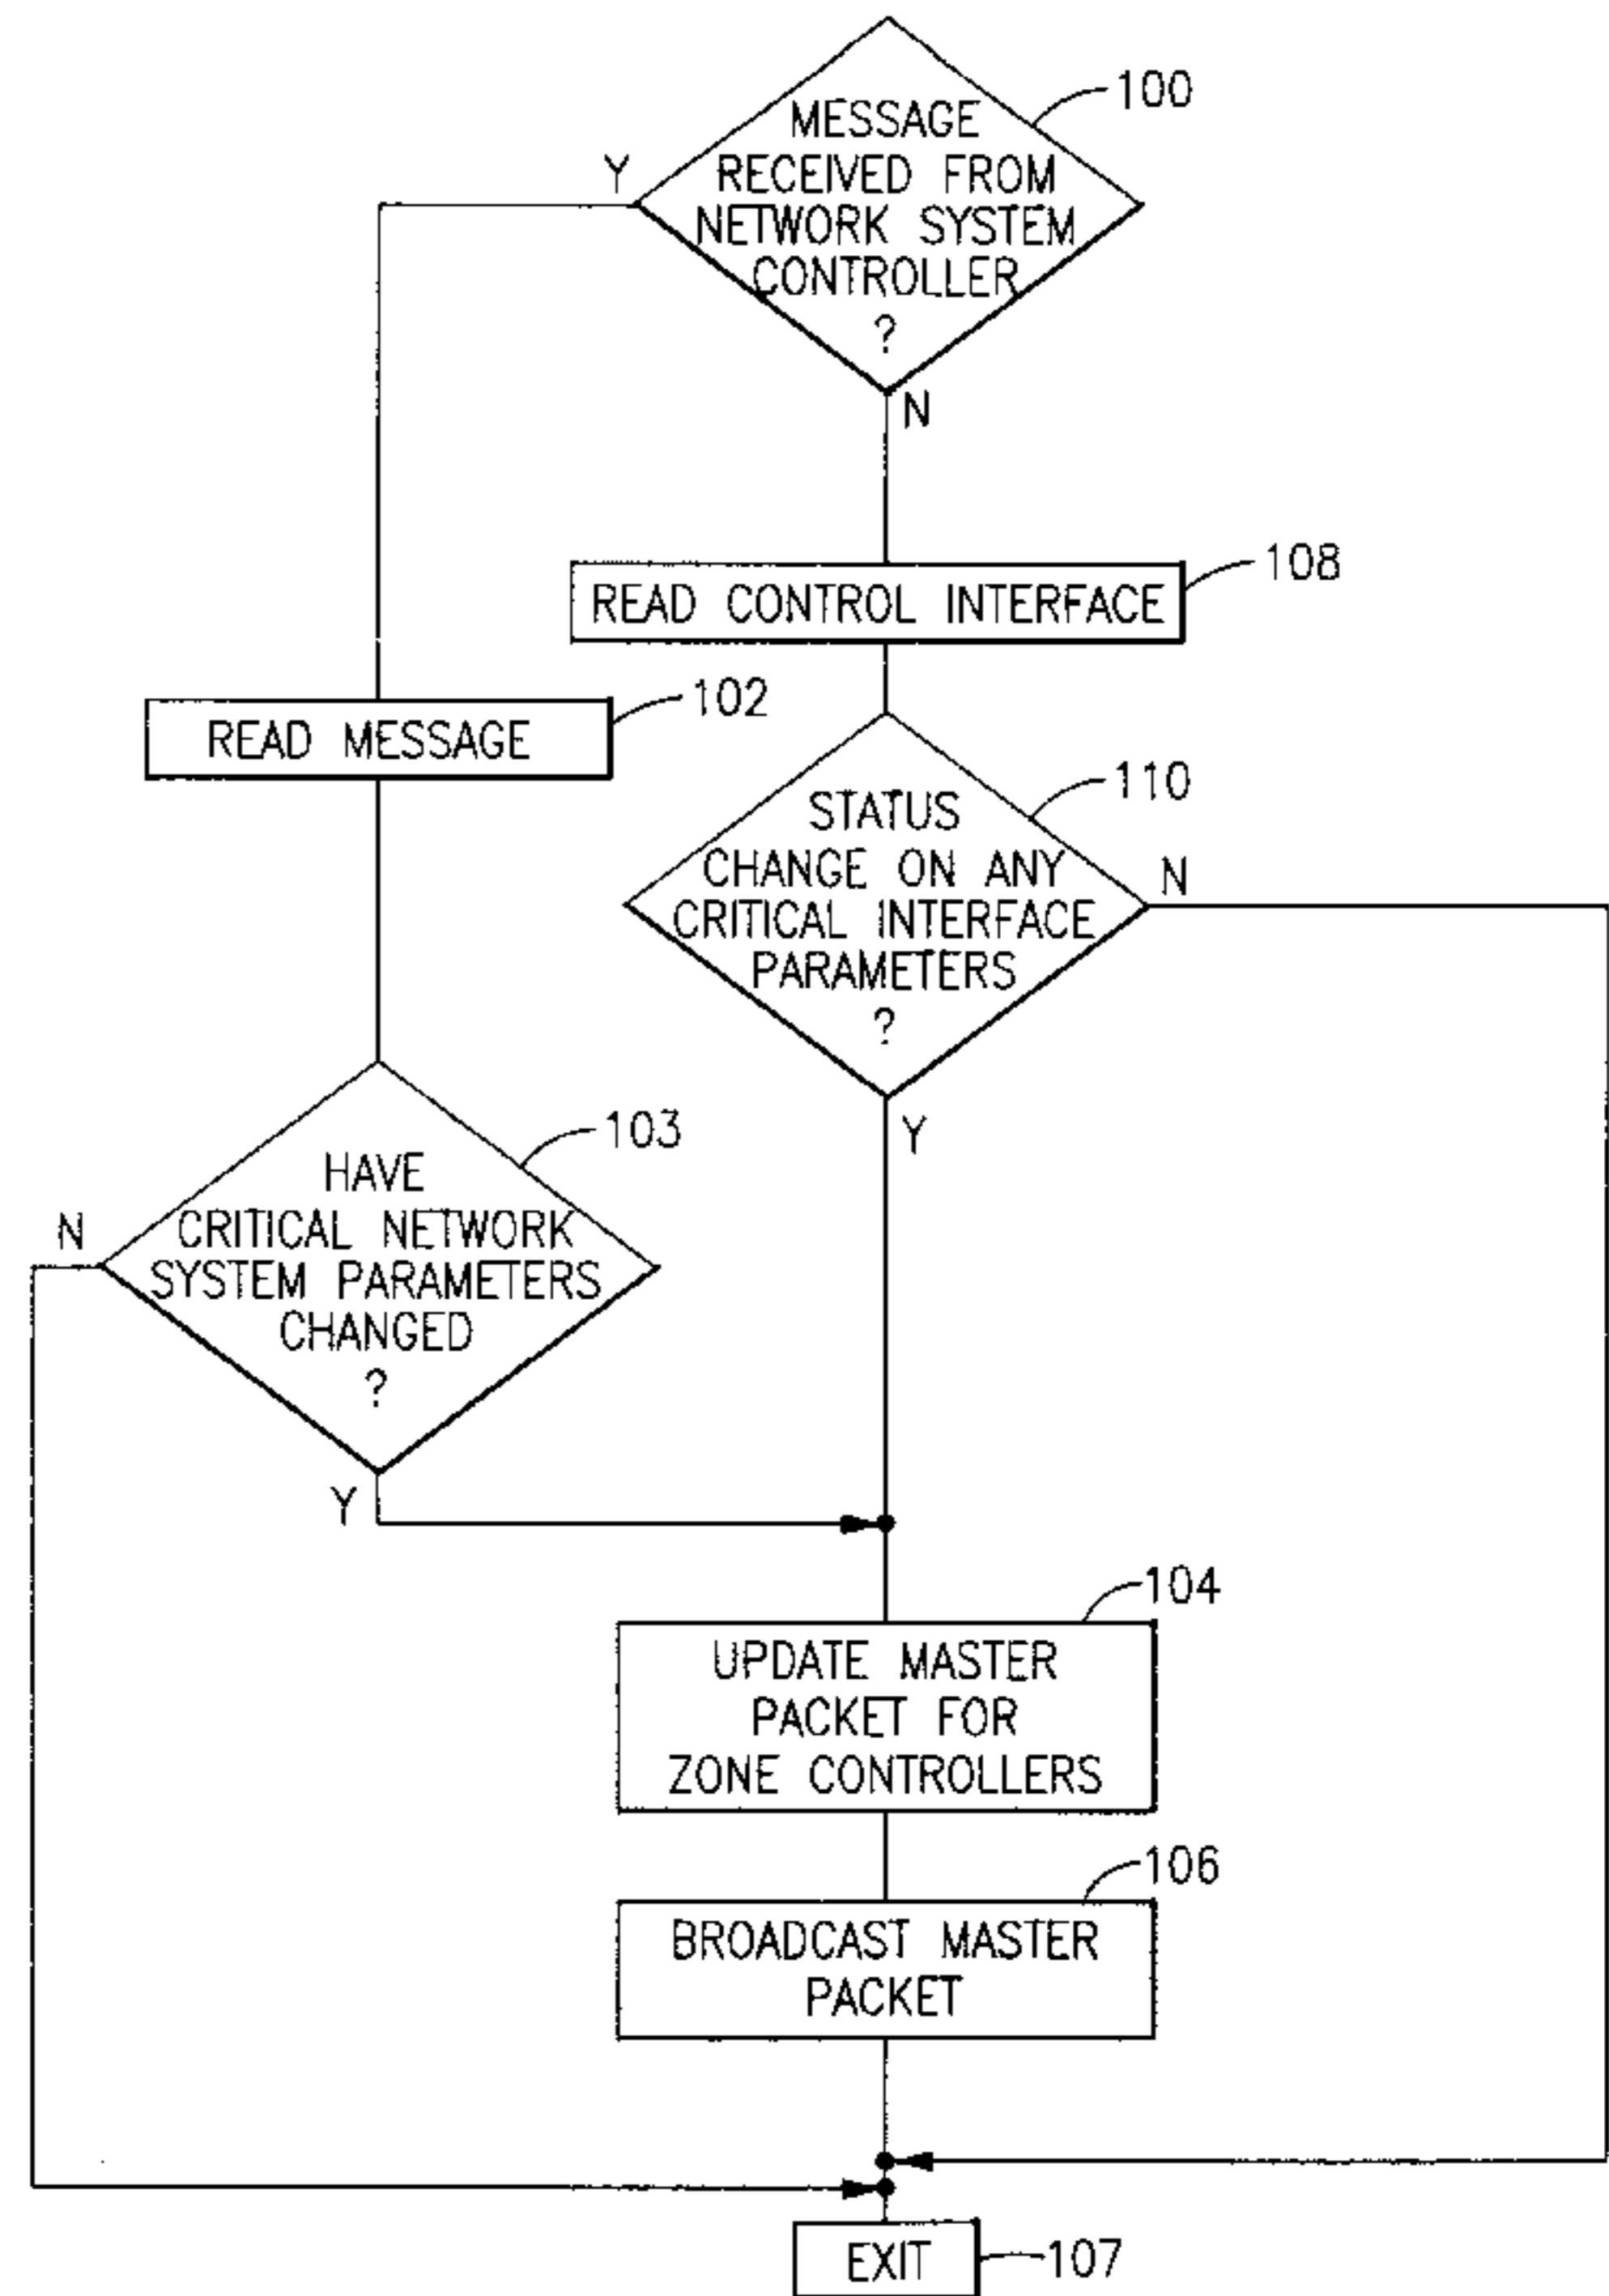 100
MESSAGE
RECEIVED FROM
NETWORK SYSTEM
CONTROLLER
?
Y
N
108
READ CONTROL INTERFACE
102
READ MESSAGE
110
STATUS
CHANGE ON ANY
CRITICAL INTERFACE
PARAMETERS
?
N
Y
103
HAVE
CRITICAL NETWORK
SYSTEM PARAMETERS
CHANGED
?
N
Y
104
UPDATE MASTER
PACKET FOR
ZONE CONTROLLERS
106
BROADCAST MASTER
PACKET
EXIT
107